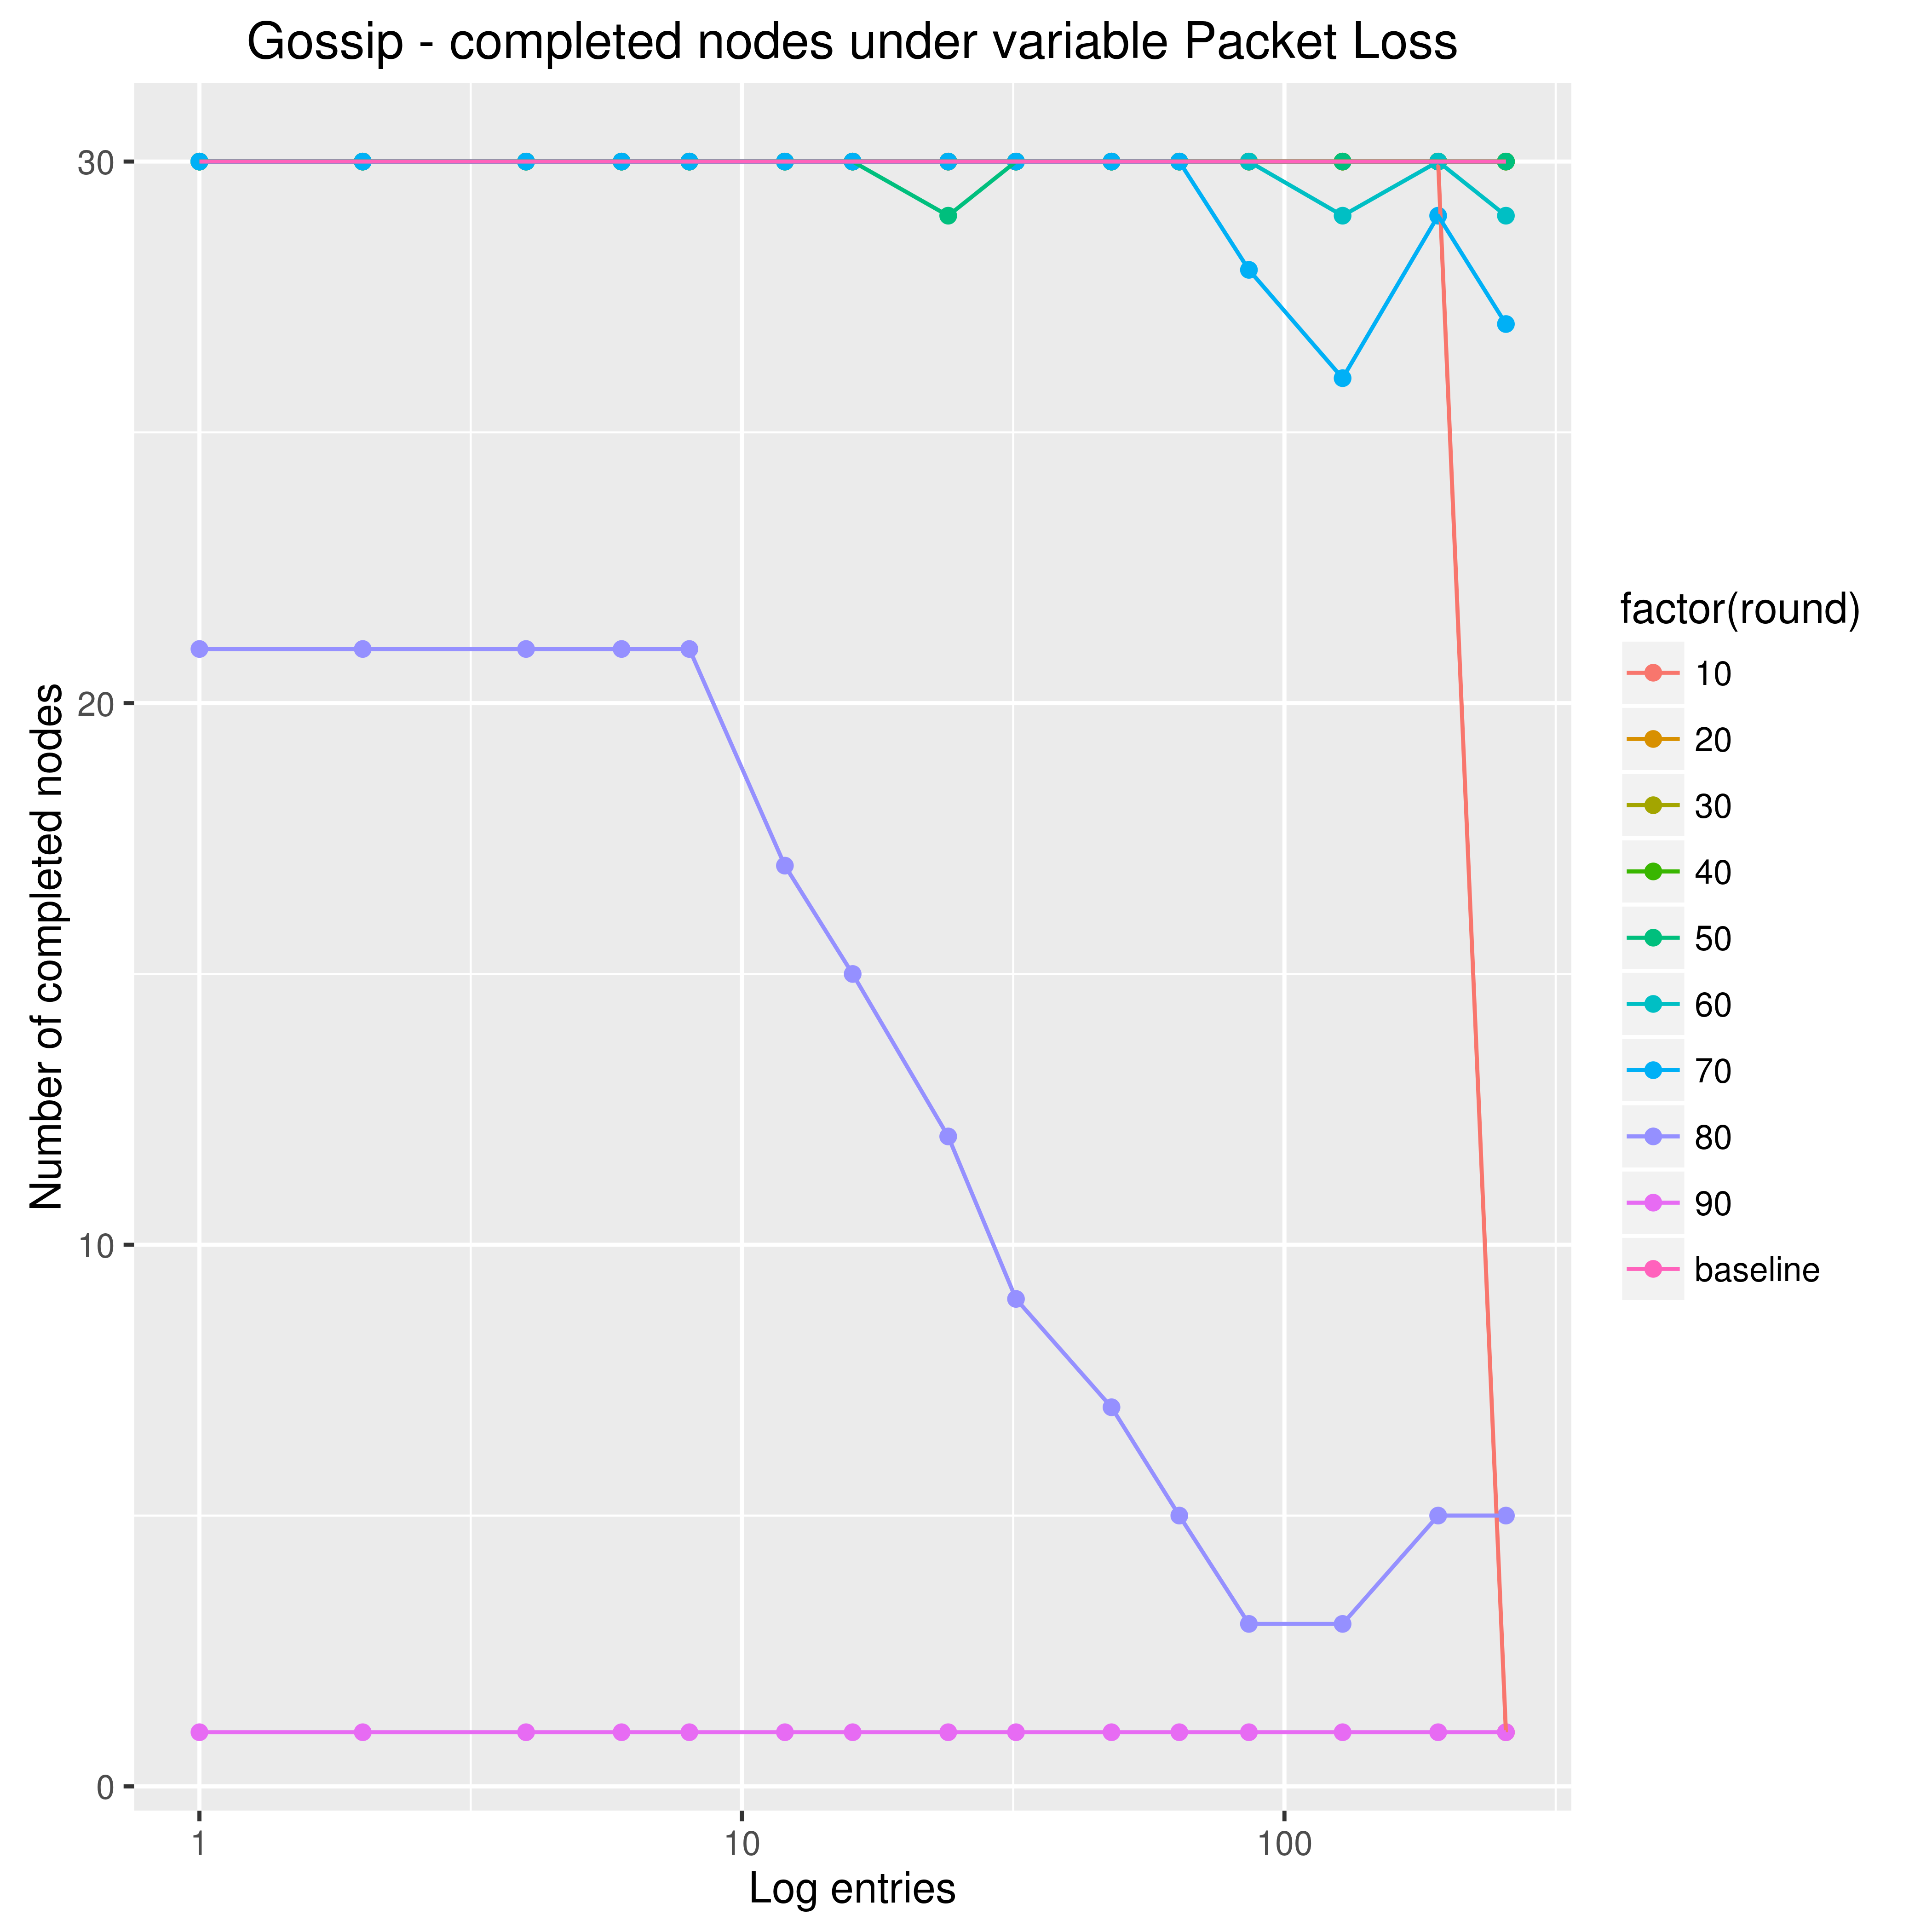 Gossip - completed nodes under variable Packet Loss
30
20
10
0
Number of completed nodes
1 10 100
Log entries
factor(round)
10
20
30
40
50
60
70
80
90
baseline